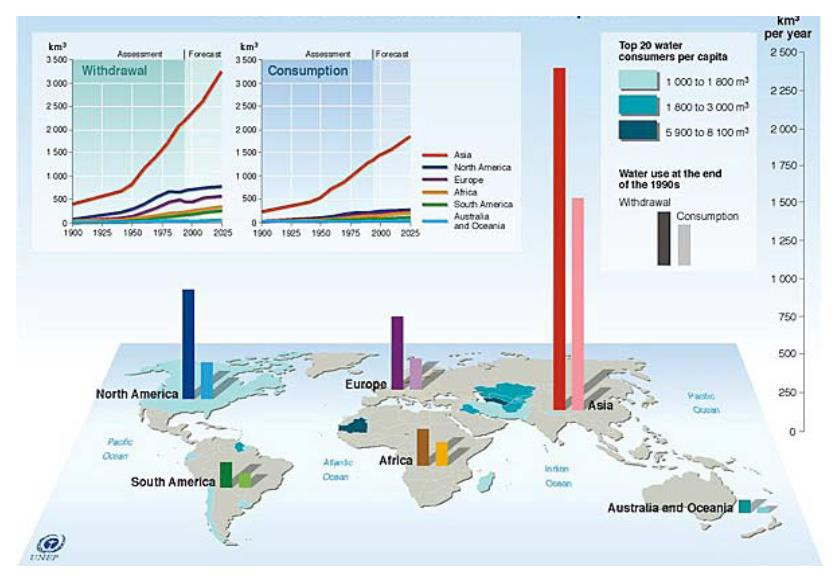 km³
Assessment
Forecast
3 500
3 000
2 500
2 000
1 500
1 000
500
0
1900
1925
1950
1975
2000
2025
Withdrawal
km³
Assessment
Forecast
3 500
3 000
2 500
2 000
1 500
1 000
500
0
1900
1925
1950
1975
2000
2025
Consumption
Asia
North America
Europe
Africa
South America
Australia
and Oceania
Top 20 water
consumers per capita
1 000 to 1 800 m³
1 800 to 3 000 m³
5 900 to 8 100 m³
Water use at the end
of the 1990s
Withdrawal
Consumption
km³
per year
2 500
2 250
2 000
1 750
1 500
1 250
1 000
750
500
250
0
North America
Europe
Asia
Pacific
Ocean
Pacific
Ocean
South America
Atlantic
Ocean
Africa
Indian
Ocean
Australia and Oceania
UNEP